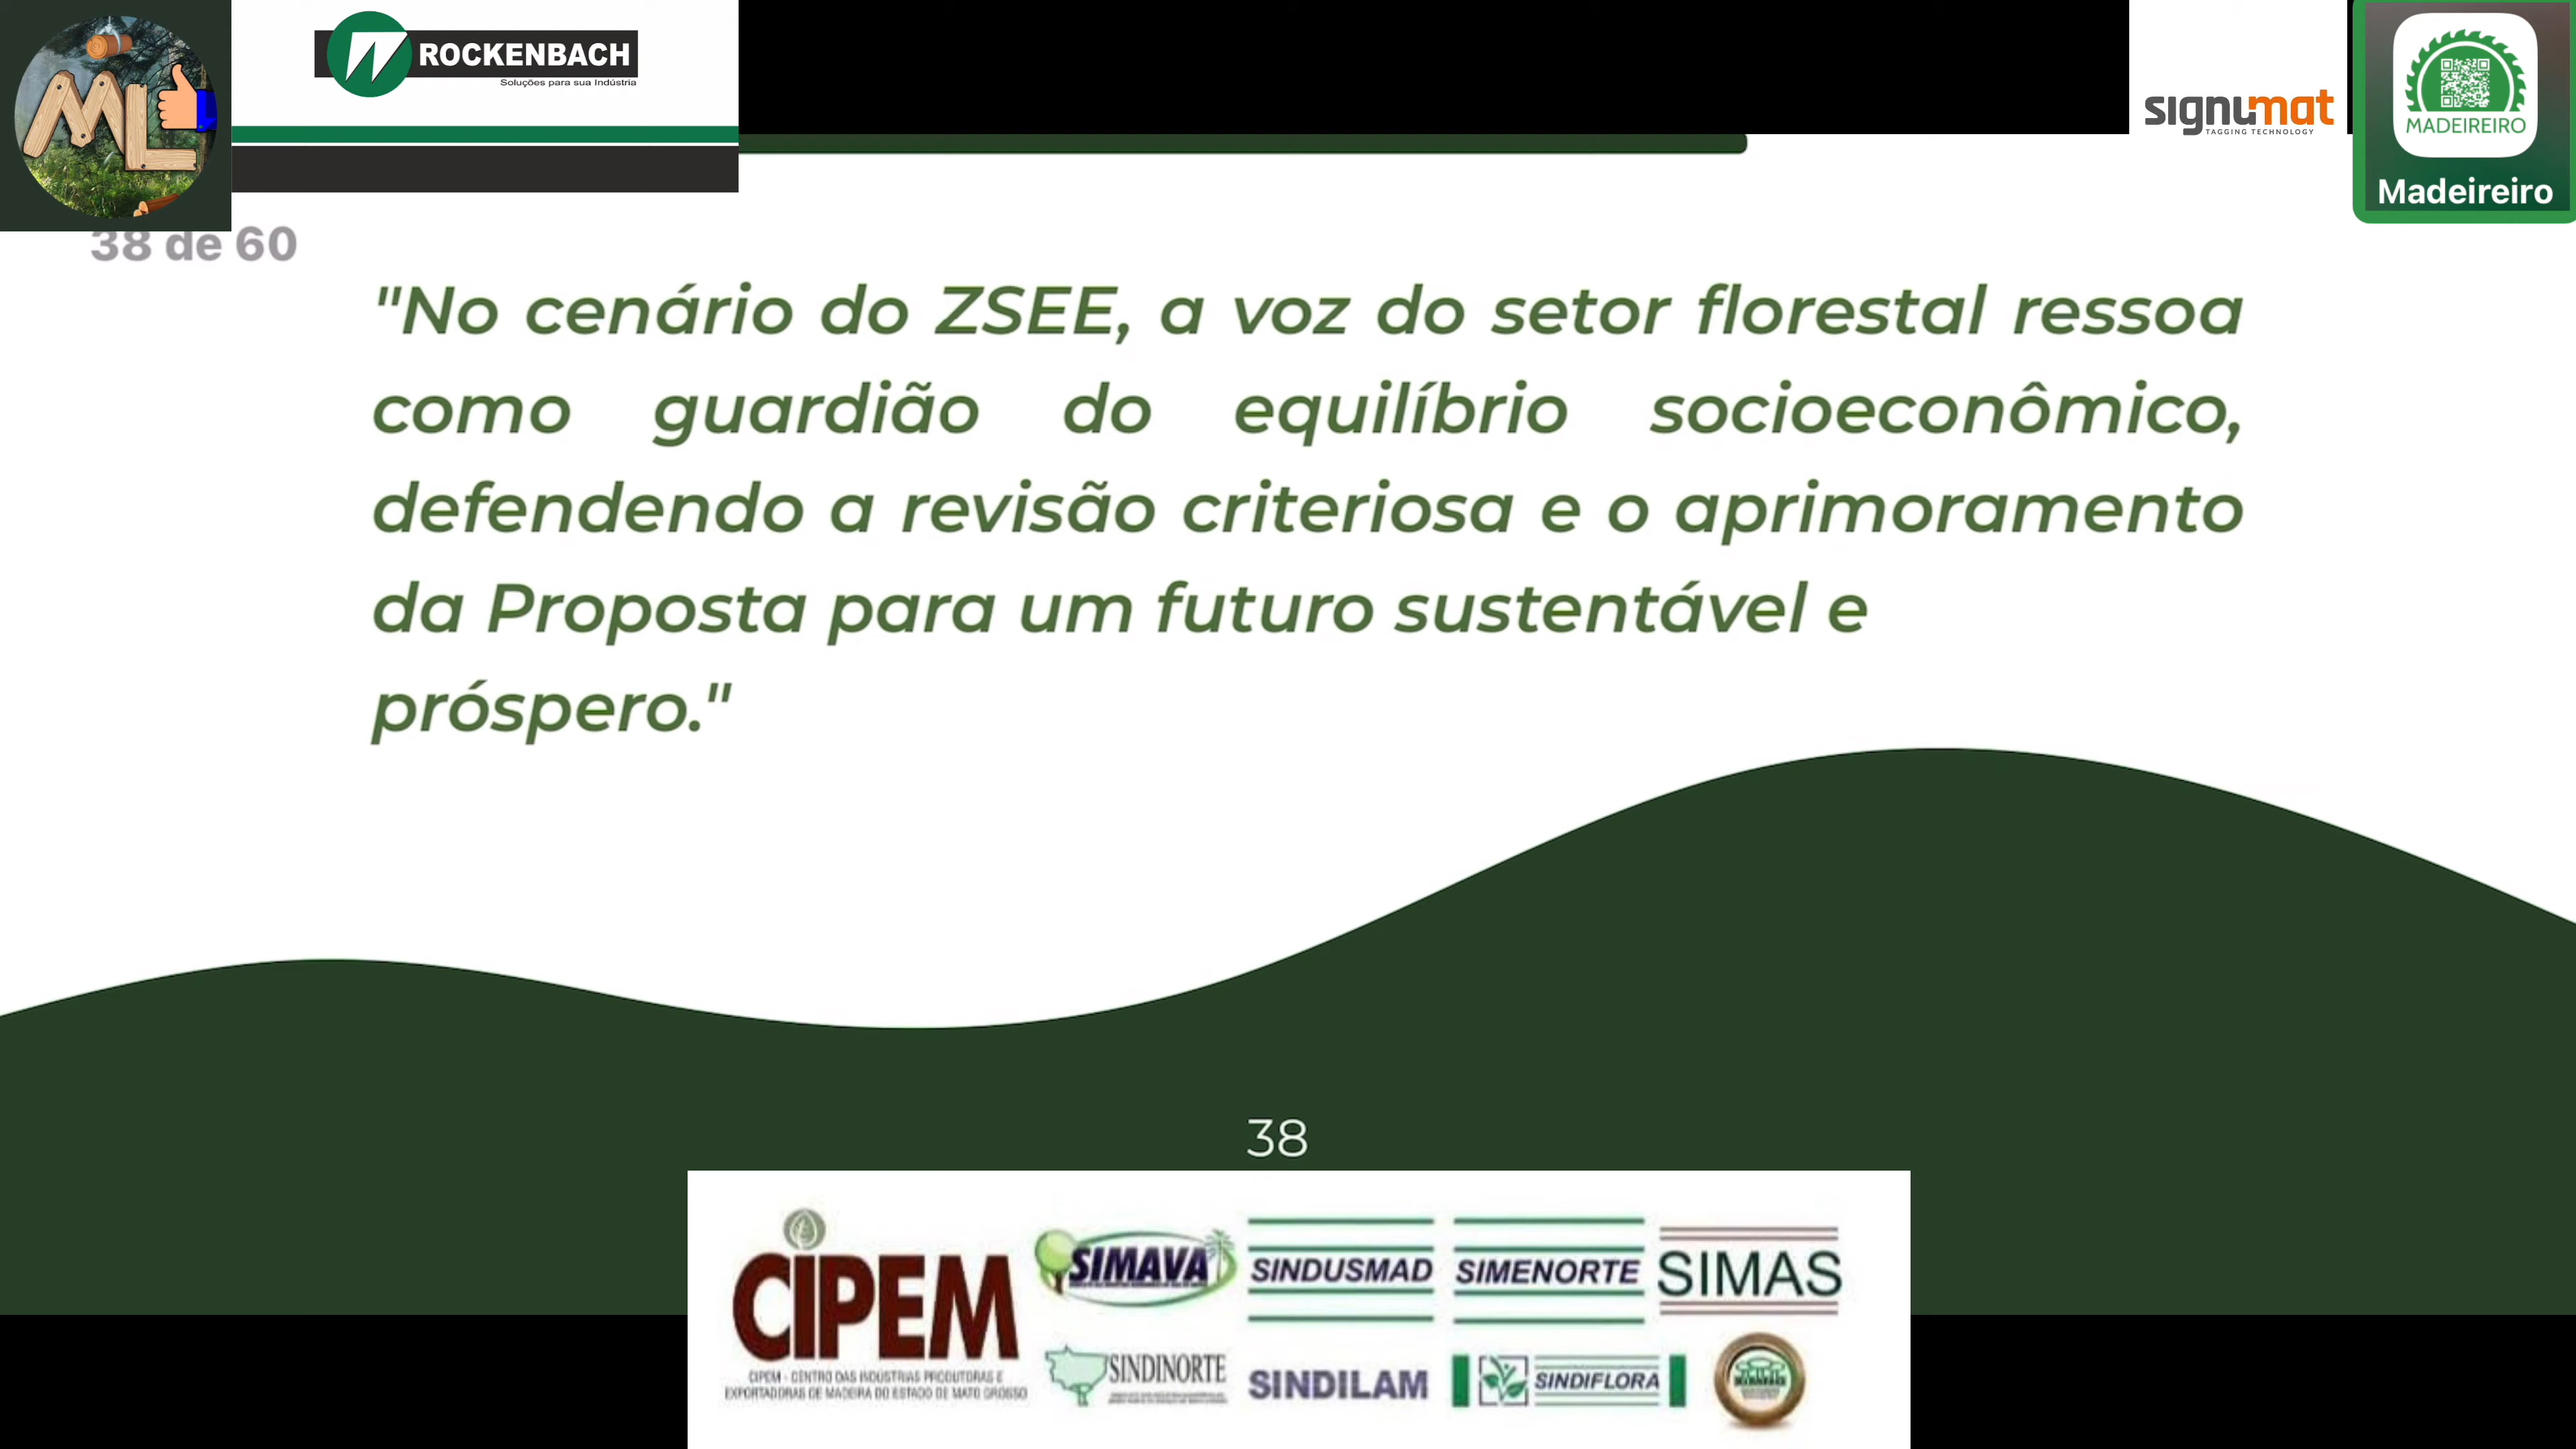 ML
ROCKENBACH
Soluções para sua Indústria
signumat
TAGGING TECHNOLOGY
MADEIREIRO
Madeireiro
38 de 60
"No cenário do ZSEE, a voz do setor florestal ressoa
como guardião do equilíbrio socioeconômico,
defendendo a revisão criteriosa e o aprimoramento
da Proposta para um futuro sustentável e
próspero."
38
CIPEM
CIPEM - CENTRO DAS INDÚSTRIAS PRODUTORAS E
EXPORTADORAS DE MADEIRA DO ESTADO DE MATO GROSSO
SIMAVA
SINDUSMAD
SIMENORTE
SIMAS
SINDINORTE
SINDILAM
SINDIFLORA